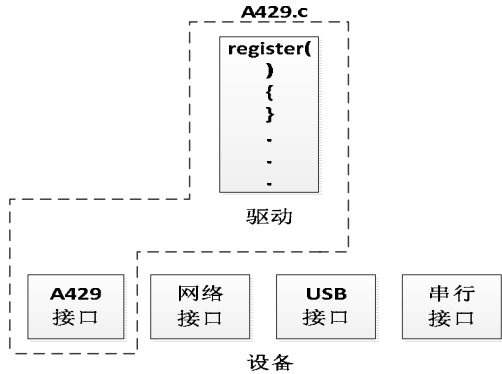 A429.c
register(
)
{
}
.
.
.
驱动
A429
接口
网络
接口
USB
接口
串行
接口
设备